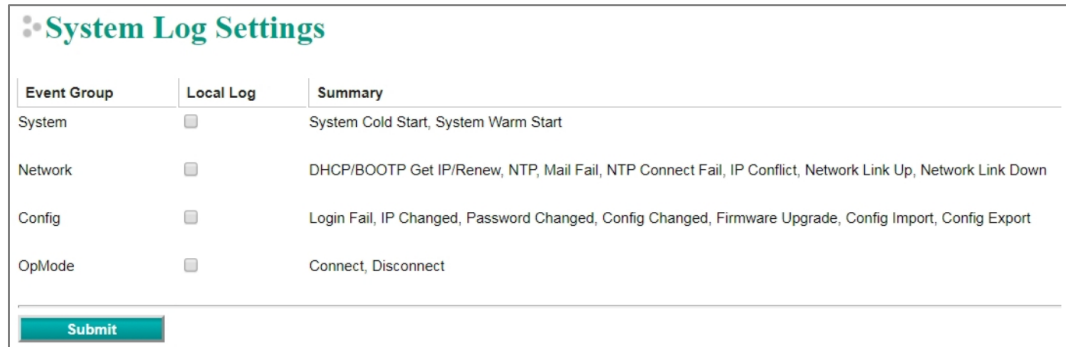 System Log Settings
Event Group Local Log Summary
System System Cold Start, System Warm Start
Network DHCP/BOOTP Get IP/Renew, NTP, Mail Fail, NTP Connect Fail, IP Conflict, Network Link Up, Network Link Down
Config Login Fail, IP Changed, Password Changed, Config Changed, Firmware Upgrade, Config Import, Config Export
OpMode Connect, Disconnect
Submit